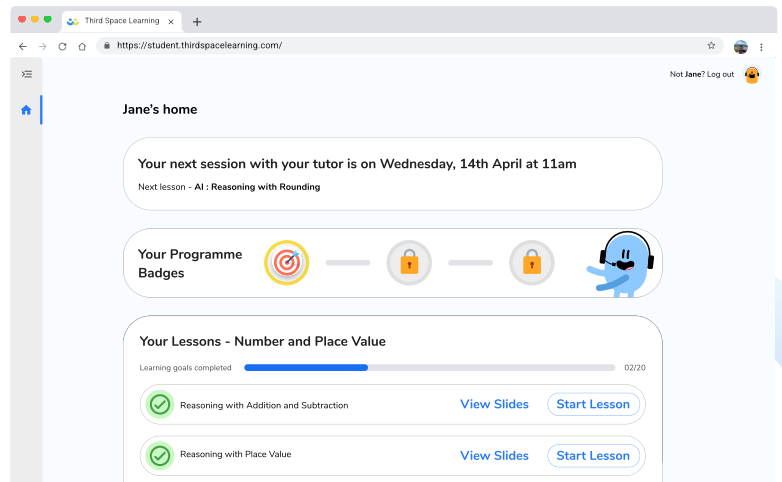 Third Space Learning
https://student.thirdspacelearning.com/
Not Jane? Log out
Jane's home
Your next session with your tutor is on Wednesday, 14th April at 11am
Next lesson - AI : Reasoning with Rounding
Your Programme
Badges
Your Lessons - Number and Place Value
Learning goals completed 02/20
Reasoning with Addition and Subtraction View Slides Start Lesson
Reasoning with Place Value View Slides Start Lesson